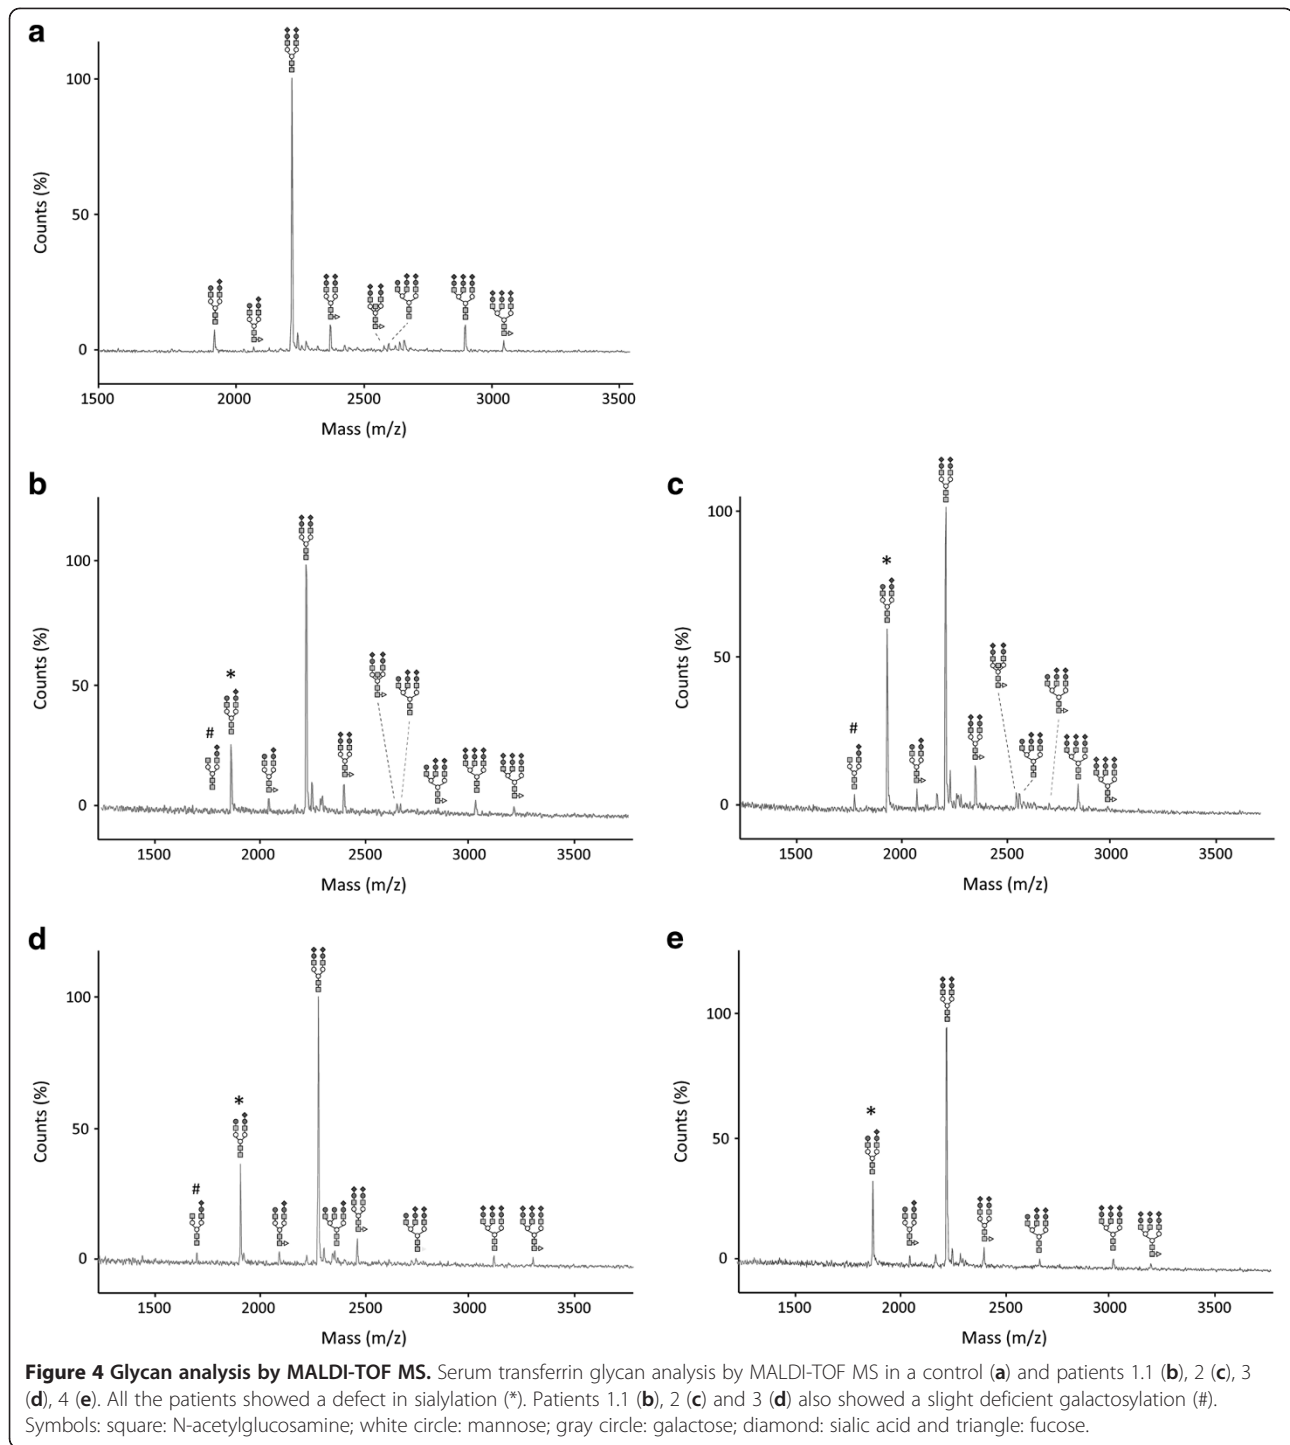 a
100
50
0
Counts (%)
1500 2000 2500 3000 3500
Mass (m/z)
b
100
50
0
Counts (%)
*
#
1500 2000 2500 3000 3500
Mass (m/z)
c
100
50
0
Counts (%)
*
#
1500 2000 2500 3000 3500
Mass (m/z)
d
100
50
0
Counts (%)
*
#
1500 2000 2500 3000 3500
Mass (m/z)
e
100
50
0
Counts (%)
*
1500 2000 2500 3000 3500
Mass (m/z)
Figure 4 Glycan analysis by MALDI-TOF MS. Serum transferrin glycan analysis by MALDI-TOF MS in a control (a) and patients 1.1 (b), 2 (c), 3
(d), 4 (e). All the patients showed a defect in sialylation (*). Patients 1.1 (b), 2 (c) and 3 (d) also showed a slight deficient galactosylation (#).
Symbols: square: N-acetylglucosamine; white circle: mannose; gray circle: galactose; diamond: sialic acid and triangle: fucose.